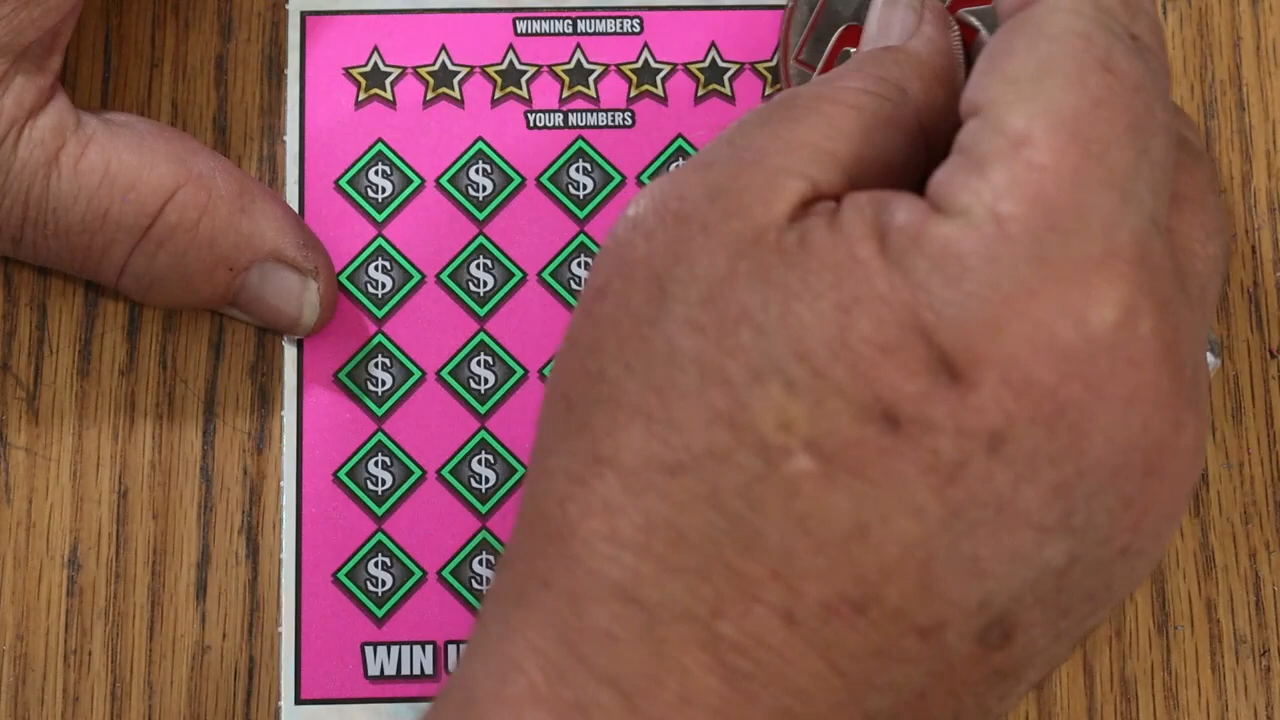 WINNING NUMBERS
YOUR NUMBERS
$ $ $ $
$ $ $
$ $
$ $
$ $
WIN